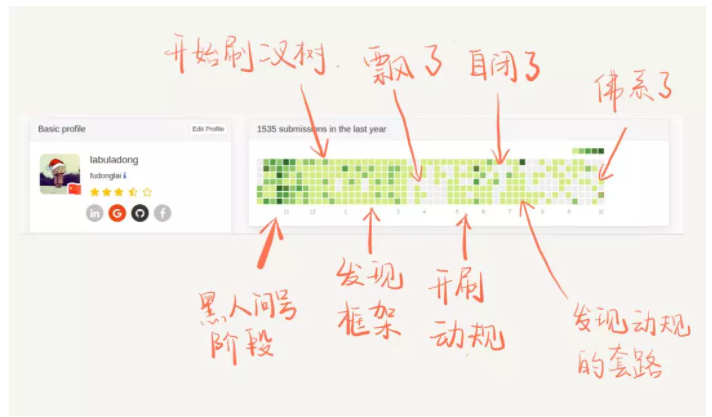 开始刷二叉树.
飘了
自闭了
佛系了
Basic profile
Edit Profile
labuladong
fudonglai
1535 submissions in the last year
11 12 1 2 3 4 5 6 7 8 9 10
黑人问号
阶段
发现
框架
开刷
动规
发现动规
的套路